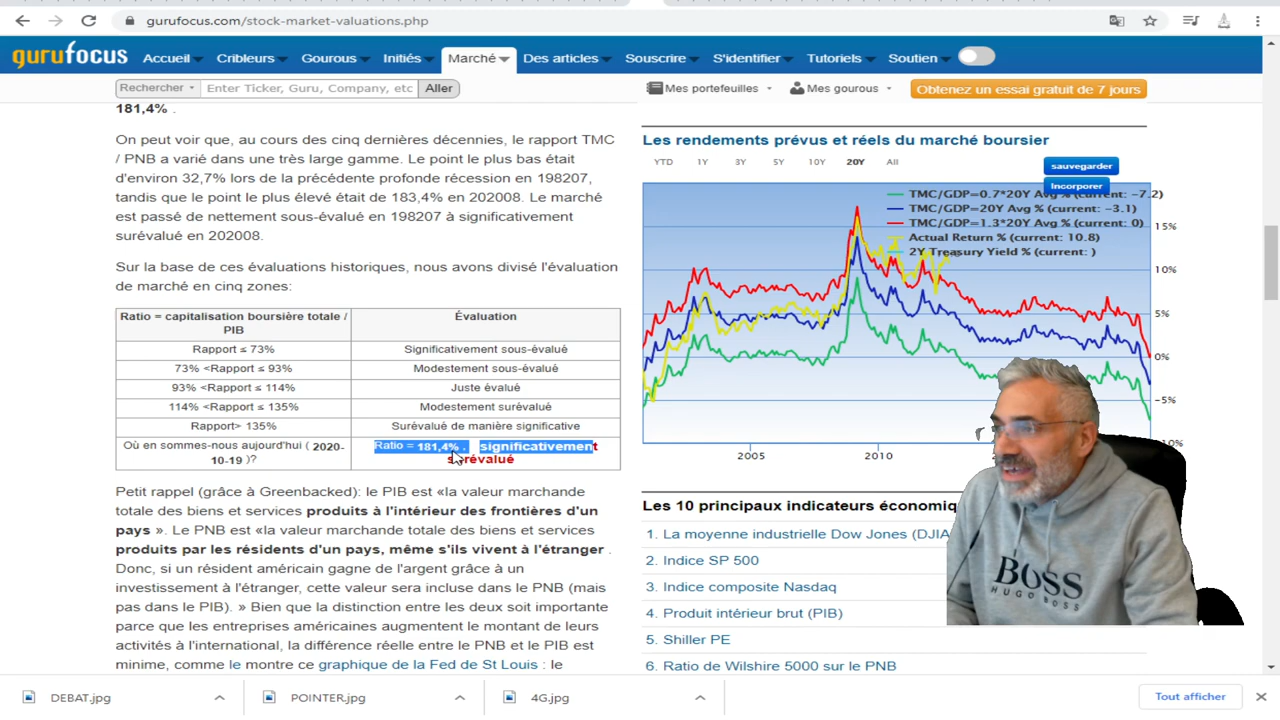 gurufocus.com/stock-market-valuations.php
gurufocus Accueil Cribleurs Gourous Initiés Marché Des articles Souscrire S'identifier Tutoriels Soutien
Rechercher Enter Ticker, Guru, Company, etc Aller Mes portefeuilles Mes gourous Obtenez un essai gratuit de 7 jours
181,4% .
On peut voir que, au cours des cinq dernières décennies, le rapport TMC
/ PNB a varié dans une très large gamme. Le point le plus bas était
d'environ 32,7% lors de la précédente profonde récession en 198207,
tandis que le point le plus élevé était de 183,4% en 202008. Le marché
est passé de nettement sous-évalué en 198207 à significativement
surévalué en 202008.
Sur la base de ces évaluations historiques, nous avons divisé l'évaluation
de marché en cinq zones:
Ratio = capitalisation boursière totale /
PIB
Évaluation
Rapport ≤ 73% Significativement sous-évalué
73% <Rapport ≤ 93% Modestement sous-évalué
93% <Rapport ≤ 114% Juste évalué
114% <Rapport ≤ 135% Modestement surévalué
Rapport> 135% Surévalué de manière significative
Où en sommes-nous aujourd'hui ( 2020-
10-19 )?
Ratio = 181,4% . significativement
surévalué
Petit rappel (grâce à Greenbacked): le PIB est «la valeur marchande
totale des biens et services produits à l'intérieur des frontières d'un
pays ». Le PNB est «la valeur marchande totale des biens et services
produits par les résidents d'un pays, même s'ils vivent à l'étranger .
Donc, si un résident américain gagne de l'argent grâce à un
investissement à l'étranger, cette valeur sera incluse dans le PNB (mais
pas dans le PIB). » Bien que la distinction entre les deux soit importante
parce que les entreprises américaines augmentent le montant de leurs
activités à l'international, la différence réelle entre le PNB et le PIB est
minime, comme le montre ce graphique de la Fed de St Louis : le
Les rendements prévus et réels du marché boursier
YTD 1Y 3Y 5Y 10Y 20Y All
sauvegarder
Incorporer
TMC/GDP=0.7*20Y Avg % (current: −7.2)
TMC/GDP=20Y Avg % (current: −3.1)
TMC/GDP=1.3*20Y Avg % (current: 0)
Actual Return % (current: 10.8)
2Y Treasury Yield % (current: )
15%
10%
5%
0%
−5%
2005 2010
Les 10 principaux indicateurs économiq
1. La moyenne industrielle Dow Jones (DJIA
2. Indice SP 500
3. Indice composite Nasdaq
4. Produit intérieur brut (PIB)
5. Shiller PE
6. Ratio de Wilshire 5000 sur le PNB
BOSS
HUGO BOSS
DEBAT.jpg POINTER.jpg 4G.jpg Tout afficher